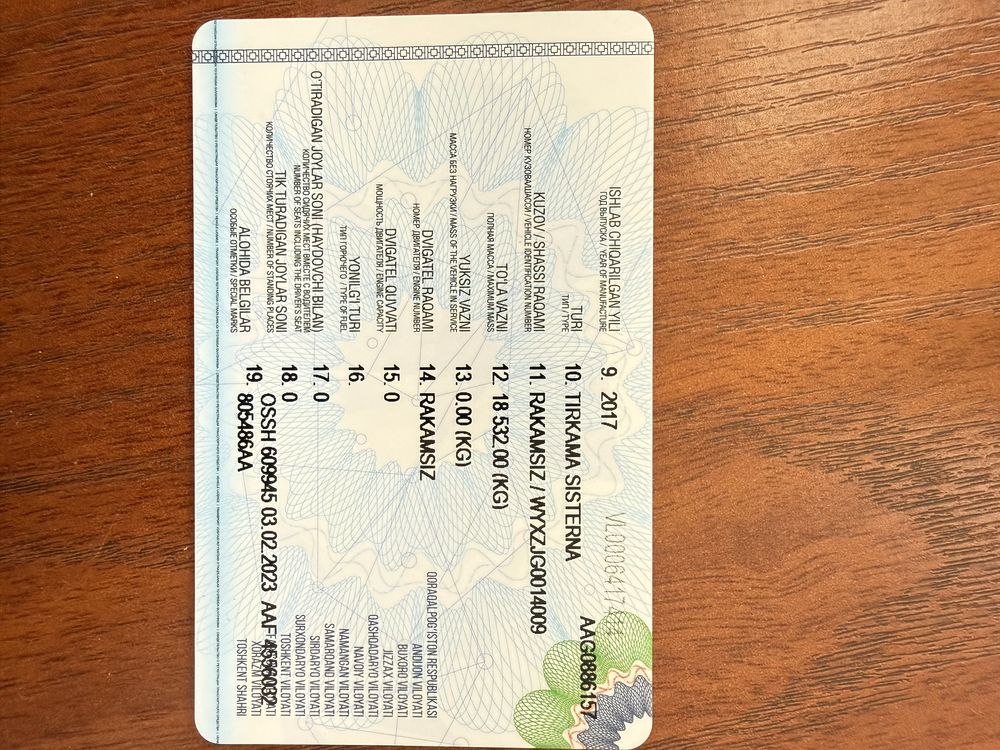 ISHLAB CHIQARILGAN YILI 9. 2017
ГОД ВЫПУСКА / YEAR OF MANUFACTURE
TURI 10. TIRKAMA SISTERNA AAG0886157
ТИП / TYPE
KUZOV / SHASSI RAQAMI 11. RAKAMSIZ / WYXZJG0014009
НОМЕР КУЗОВА/ШАССИ / VEHICLE IDENTIFICATION NUMBER
TO'LA VAZNI 12. 18 532.00 (KG)
ПОЛНАЯ МАССА / MAXIMUM MASS
YUKSIZ VAZNI 13. 0.00 (KG)
МАССА БЕЗ НАГРУЗКИ / MASS OF THE VEHICLE IN SERVICE
DVIGATEL RAQAMI 14. RAKAMSIZ
НОМЕР ДВИГАТЕЛЯ / ENGINE NUMBER
DVIGATEL QUVVATI 15. 0
МОЩНОСТЬ ДВИГАТЕЛЯ / ENGINE CAPACITY
YONILG'I TURI 16.
ТИП ГОРЮЧЕГО / TYPE OF FUEL
O'TIRADIGAN JOYLAR SONI (HAYDOVCHI BILAN) 17. 0
КОЛИЧЕСТВО СИДЯЧИХ МЕСТ ВМЕСТЕ С ВОДИТЕЛЕМ
NUMBER OF SEATS INCLUDING THE DRIVER'S SEAT
TIK TURADIGAN JOYLAR SONI 18. 0
КОЛИЧЕСТВО СТОЯЧИХ МЕСТ / NUMBER OF STANDING PLACES
OSSH 609945 03.02.2023 AAF
ALOHIDA BELGILAR 19. 805486AA
ОСОБЫЕ ОТМЕТКИ / SPECIAL MARKS
QORAQALPOG'ISTON RESPUBLIKASI
ANDIJON VILOYATI
BUXORO VILOYATI
JIZZAX VILOYATI
QASHQADARYO VILOYATI
NAVOIY VILOYATI
NAMANGAN VILOYATI
SAMARQAND VILOYATI
SIRDARYO VILOYATI
SURXONDARYO VILOYATI
TOSHKENT VILOYATI
XORAZM VILOYATI
TOSHKENT SHAHRI